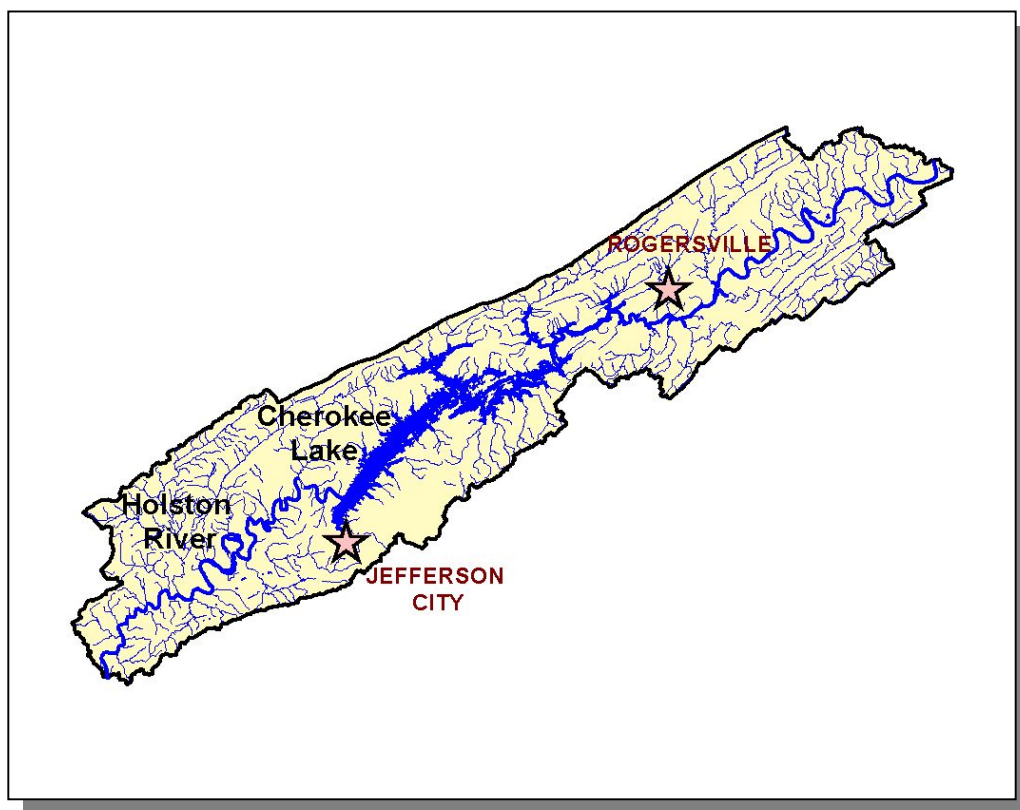 ROGERSVILLE
Cherokee
Lake
Holston
River
JEFFERSON
CITY